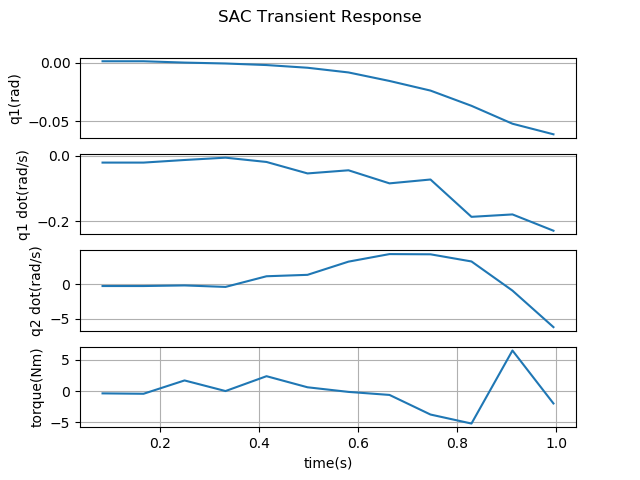 SAC Transient Response
0.00
−0.05
q1(rad)
0.0
−0.2
q1 dot(rad/s)
0
−5
q2 dot(rad/s)
5
0
−5
torque(Nm)
0.2 0.4 0.6 0.8 1.0
time(s)